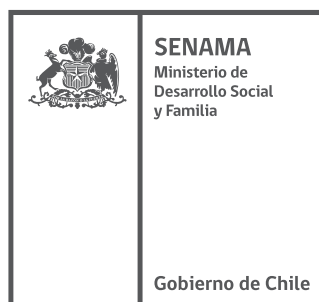 SENAMA
Ministerio de
Desarrollo Social
y Familia
Gobierno de Chile